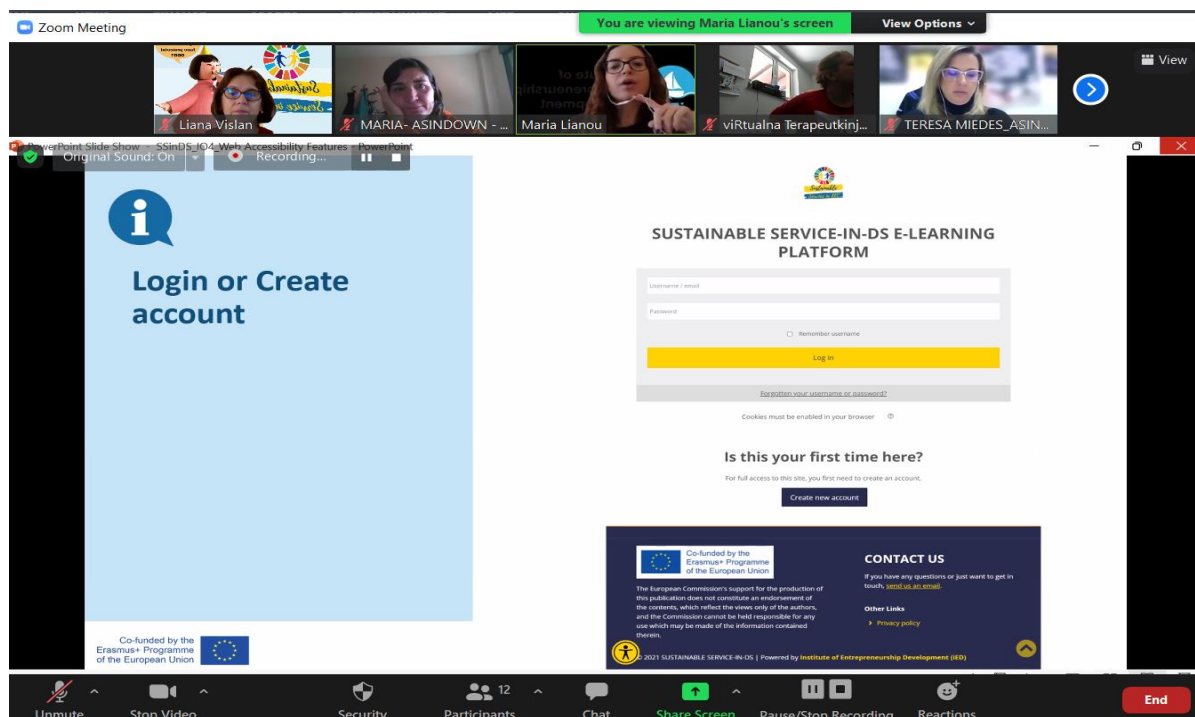 Zoom Meeting
You are viewing Maria Lianou's screen
View Options
View
Liana Vislan
MARIA- ASINDOWN - ...
Maria Lianou
viRtualna Terapeutkinj...
TERESA MIEDES_ASIN...
PowerPoint Slide Show - SSinDS_IO4_Web Accessibility Features - PowerPoint
Original Sound: On
Recording...
Login or Create
account
Co-funded by the
Erasmus+ Programme
of the European Union
SUSTAINABLE SERVICE-IN-DS E-LEARNING
PLATFORM
Username / email
Password
Remember username
Log in
Forgotten your username or password?
Cookies must be enabled in your browser
Is this your first time here?
For full access to this site, you first need to create an account.
Create new account
Co-funded by the
Erasmus+ Programme
of the European Union
The European Commission's support for the production of
this publication does not constitute an endorsement of
the contents, which reflect the views only of the authors,
and the Commission cannot be held responsible for any
use which may be made of the information contained
therein.
CONTACT US
If you have any questions or just want to get in
touch, send us an email.
Other Links
Privacy policy
2021 SUSTAINABLE SERVICE-IN-DS | Powered by Institute of Entrepreneurship Development (iED)
Unmute
Stop Video
Security
12
Participants
Chat
Share Screen
Pause/Stop Recording
Reactions
End